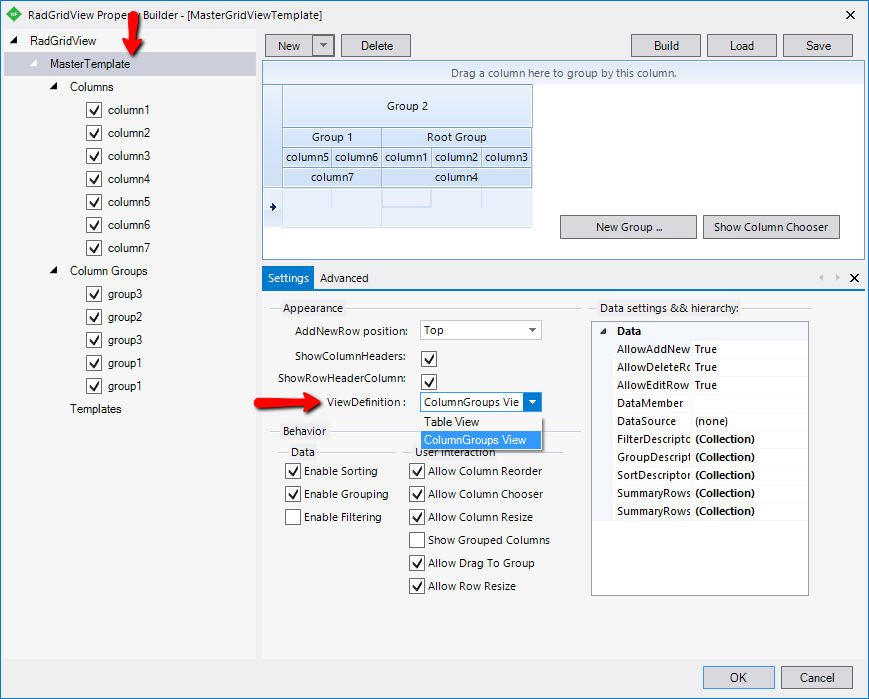 RadGridView Prope Builder - [MasterGridViewTemplate]
RadGridView
MasterTemplate
Columns
column1
column2
column3
column4
column5
column6
column7
Column Groups
group3
group2
group3
group1
group1
Templates
New Delete Build Load Save
Drag a column here to group by this column.
Group 2
Group 1 Root Group
column5 column6 column1 column2 column3
column7 column4
New Group ... Show Column Chooser
Settings Advanced
Appearance
AddNewRow position: Top
ShowColumnHeaders:
ShowRowHeaderColumn:
ViewDefinition : ColumnGroups Vie
Table View
ColumnGroups View
Behavior
Data
Enable Sorting
Enable Grouping
Enable Filtering
User Interaction
Allow Column Reorder
Allow Column Chooser
Allow Column Resize
Show Grouped Columns
Allow Drag To Group
Allow Row Resize
Data settings && hierarchy:
Data
AllowAddNew True
AllowDeleteRo True
AllowEditRow True
DataMember
DataSource (none)
FilterDescriptc (Collection)
GroupDescript (Collection)
SortDescriptor (Collection)
SummaryRows (Collection)
SummaryRows (Collection)
OK Cancel